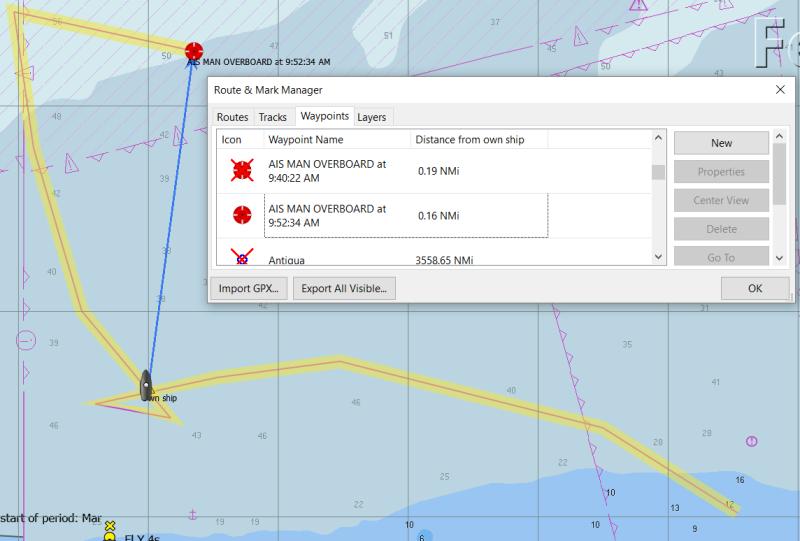 56
50
47
37
51
50
AIS MAN OVERBOARD at 9:52:34 AM
Route & Mark Manager
Routes
Tracks
Waypoints
Layers
Icon
Waypoint Name
Distance from own ship
AIS MAN OVERBOARD at
9:40:22 AM
0.19 NMi
AIS MAN OVERBOARD at
9:52:34 AM
0.16 NMi
Antigua
3558.65 NMi
New
Properties
Center View
Delete
Go To
Import GPX...
Export All Visible...
OK
49
42
39
42
40
38
39
31
35
41
wn ship
46
40
46
43
46
28
28
22
25
16
12
10
13
9
10
10
6
22
19
19
start of period: Mar
FLY 4s